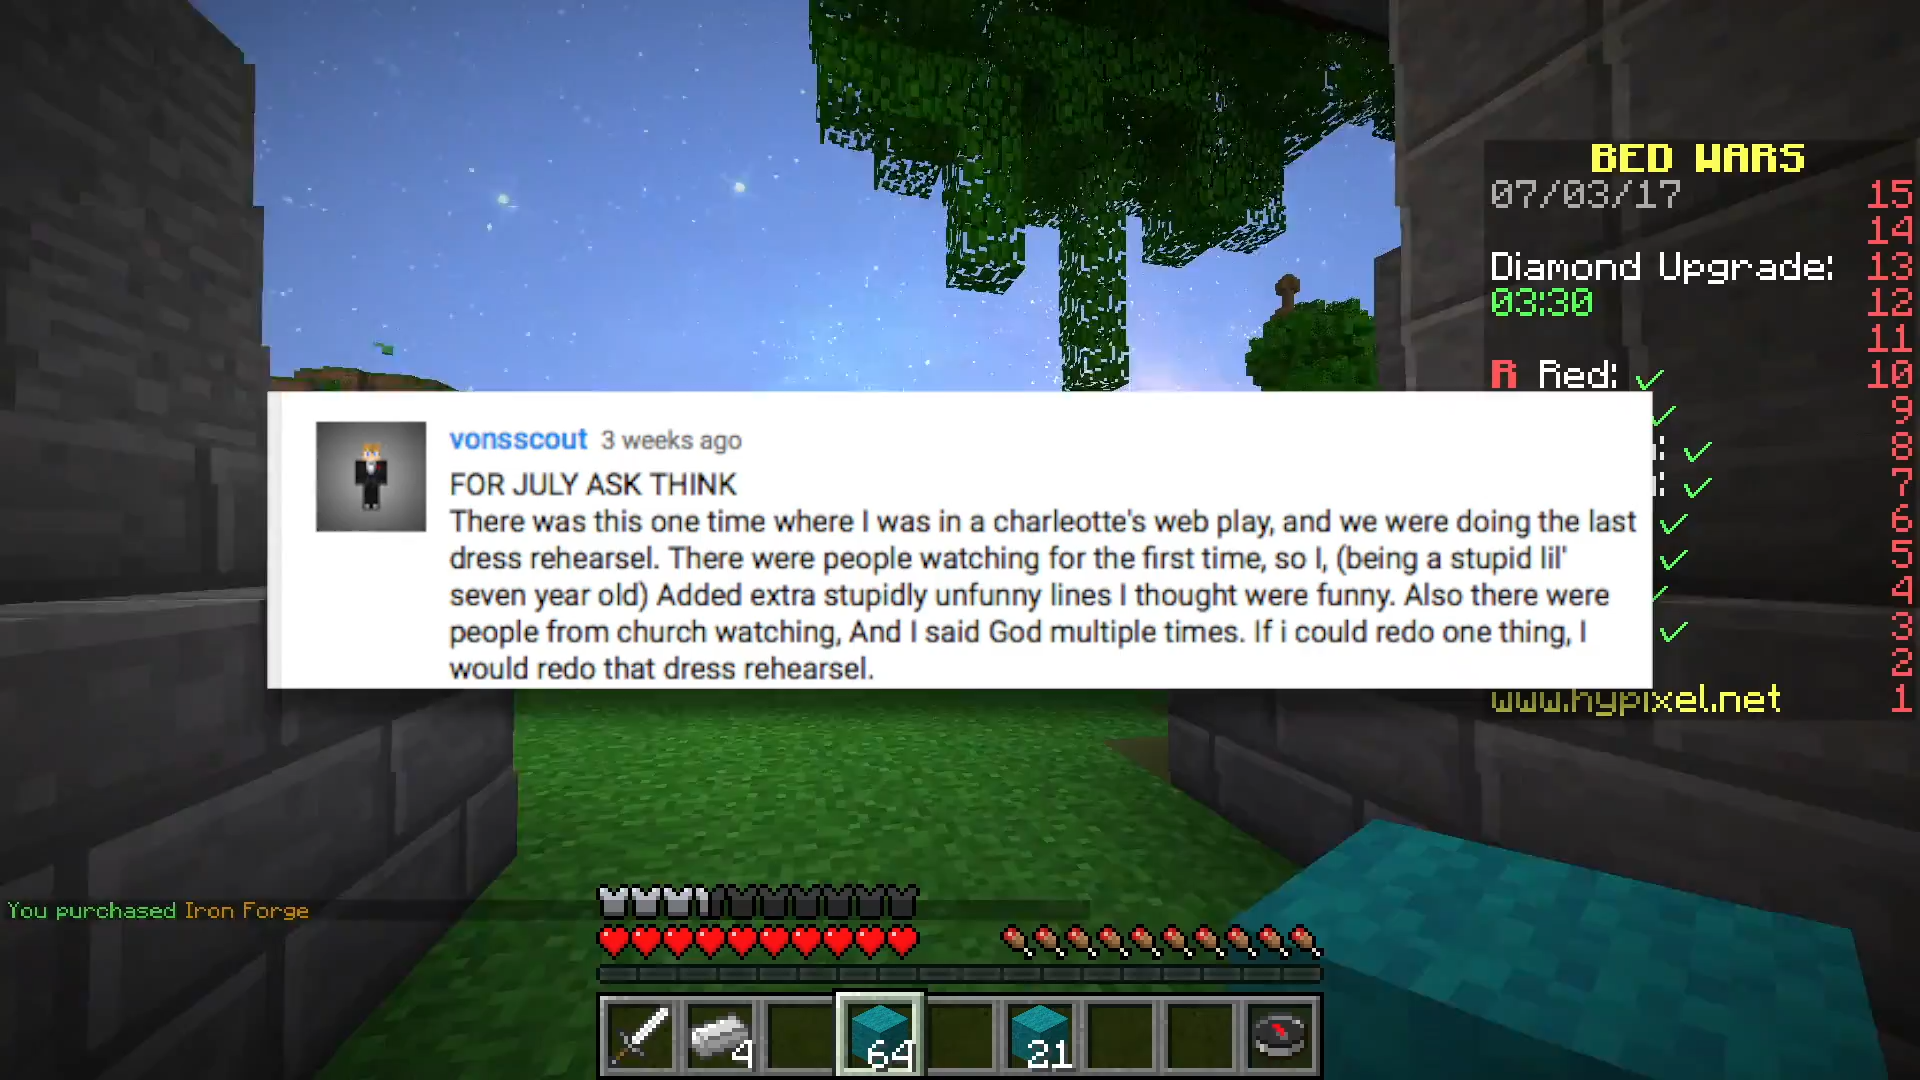 BED WARS
07/03/17 15
14
Diamond Upgrade: 13
03:30 12
11
R Red: ✓ 10
✓ 9
: ✓ 8
: ✓ 7
✓ 6
✓ 5
✓ 4
✓ 3
2
www.hypixel.net 1
vonsscout 3 weeks ago
FOR JULY ASK THINK
There was this one time where I was in a charleotte's web play, and we were doing the last
dress rehearsel. There were people watching for the first time, so I, (being a stupid lil'
seven year old) Added extra stupidly unfunny lines I thought were funny. Also there were
people from church watching, And I said God multiple times. If i could redo one thing, I
would redo that dress rehearsel.
You purchased Iron Forge
4
64
21